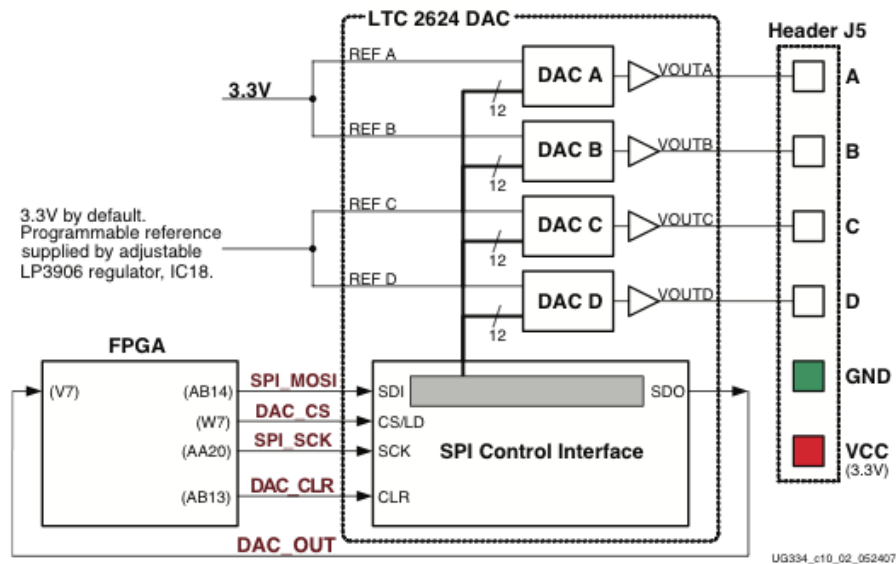 LTC 2624 DAC
Header J5
REF A
DAC A
VOUTA
A
3.3V
12
REF B
DAC B
VOUTB
B
12
3.3V by default.
Programmable reference
supplied by adjustable
LP3906 regulator, IC18.
REF C
DAC C
VOUTC
C
12
REF D
DAC D
VOUTD
D
12
FPGA
(V7)
(AB14)
SPI_MOSI
SDI
SDO
GND
(W7)
DAC_CS
CS/LD
(AA20)
SPI_SCK
SCK
SPI Control Interface
VCC
(3.3V)
(AB13)
DAC_CLR
CLR
DAC_OUT
UG334_c10_02_052407